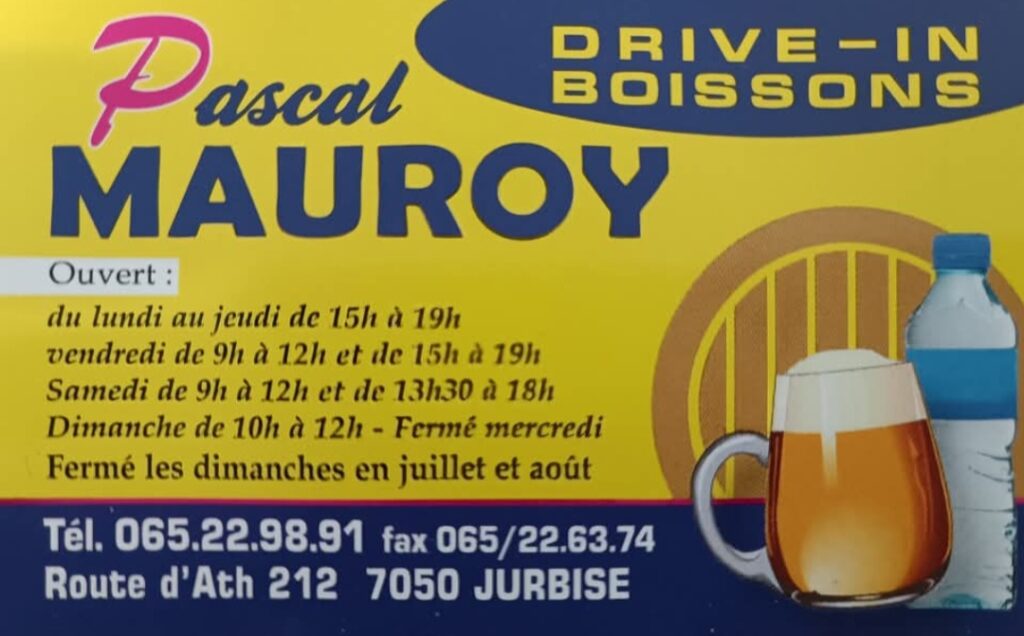 DRIVE-IN
BOISSONS
Pascal
MAUROY
Ouvert :
du lundi au jeudi de 15h à 19h
vendredi de 9h à 12h et de 15h à 19h
Samedi de 9h à 12h et de 13h30 à 18h
Dimanche de 10h à 12h - Fermé mercredi
Fermé les dimanches en juillet et août
Tél. 065.22.98.91 fax 065/22.63.74
Route d'Ath 212 7050 JURBISE